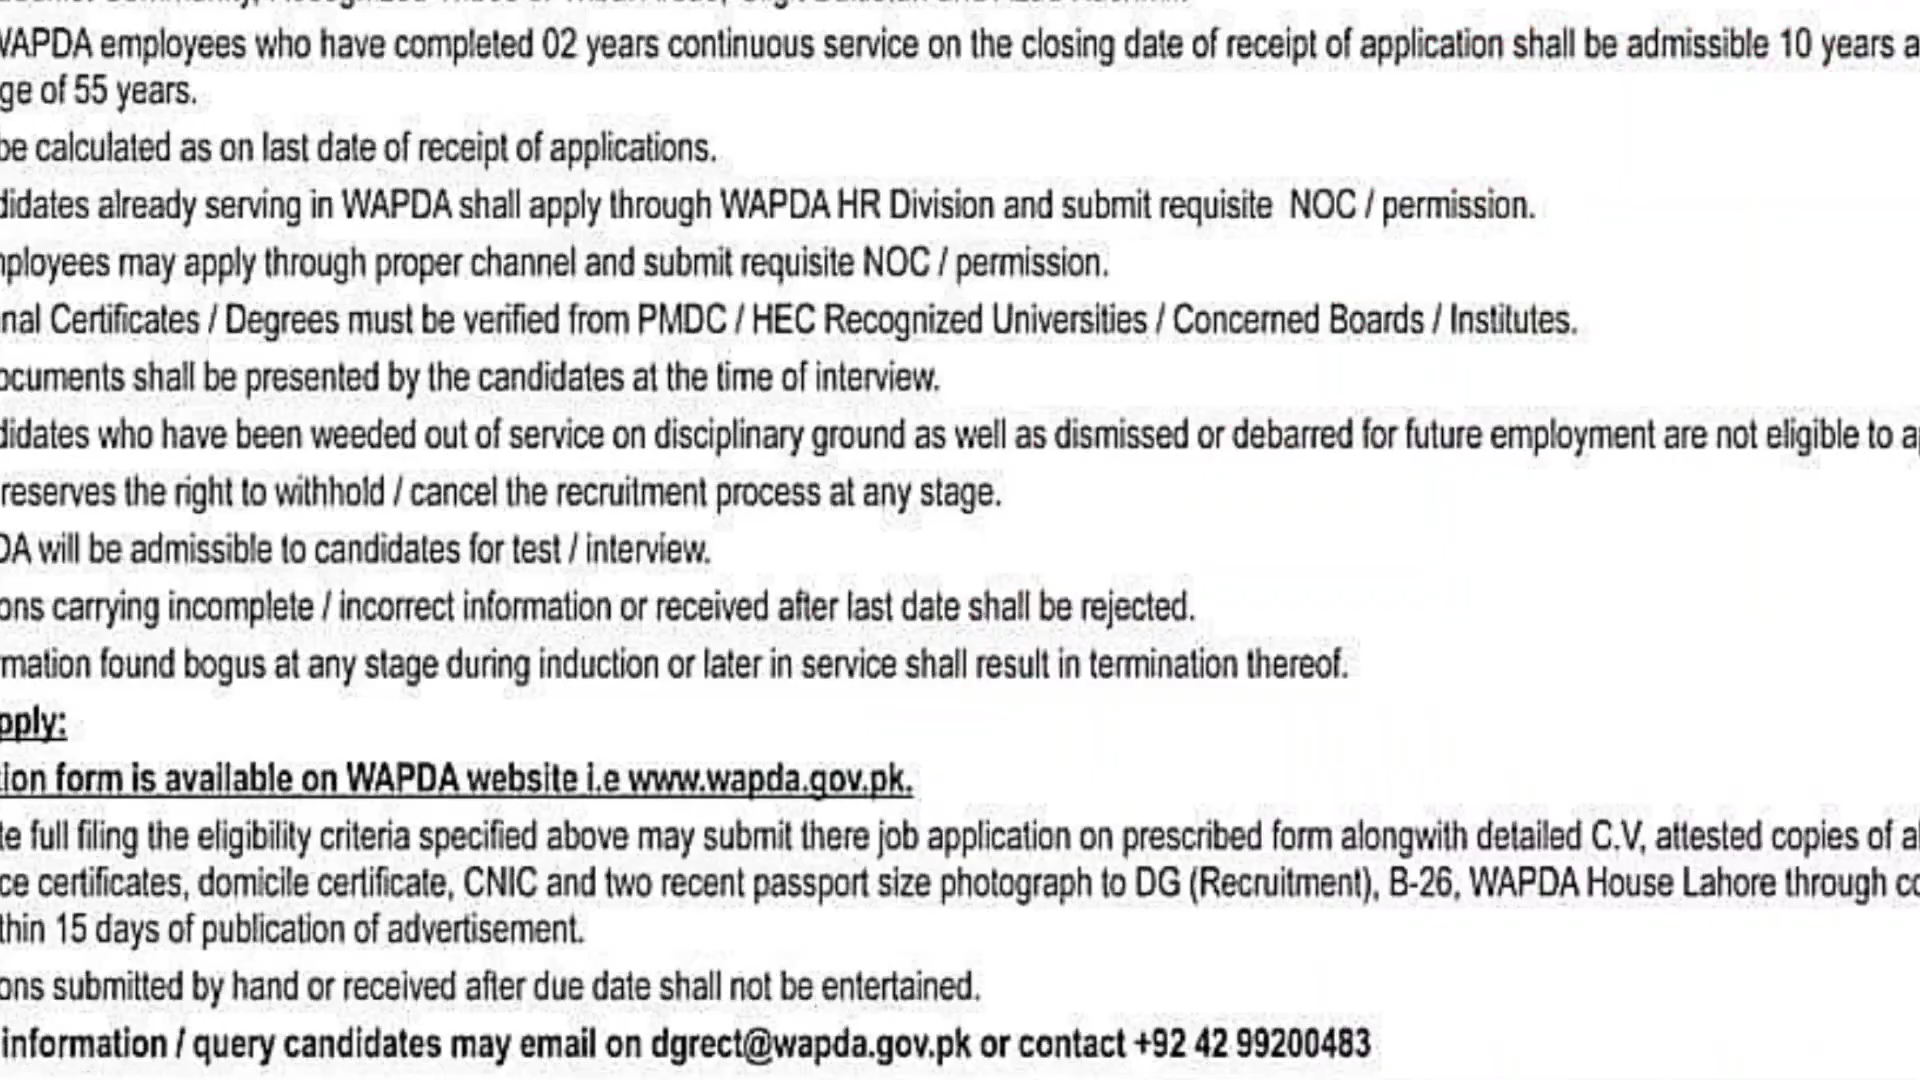 WAPDA employees who have completed 02 years continuous service on the closing date of receipt of application shall be admissible 10 years a
ge of 55 years.
be calculated as on last date of receipt of applications.
didates already serving in WAPDA shall apply through WAPDA HR Division and submit requisite NOC / permission.
mployees may apply through proper channel and submit requisite NOC / permission.
nal Certificates / Degrees must be verified from PMDC / HEC Recognized Universities / Concerned Boards / Institutes.
ocuments shall be presented by the candidates at the time of interview.
didates who have been weeded out of service on disciplinary ground as well as dismissed or debarred for future employment are not eligible to ap
reserves the right to withhold / cancel the recruitment process at any stage.
DA will be admissible to candidates for test / interview.
ons carrying incomplete / incorrect information or received after last date shall be rejected.
rmation found bogus at any stage during induction or later in service shall result in termination thereof.
pply:
ion form is available on WAPDA website i.e www.wapda.gov.pk.
te full filing the eligibility criteria specified above may submit there job application on prescribed form alongwith detailed C.V, attested copies of al
ce certificates, domicile certificate, CNIC and two recent passport size photograph to DG (Recruitment), B-26, WAPDA House Lahore through co
thin 15 days of publication of advertisement.
ons submitted by hand or received after due date shall not be entertained.
information / query candidates may email on dgrect@wapda.gov.pk or contact +92 42 99200483